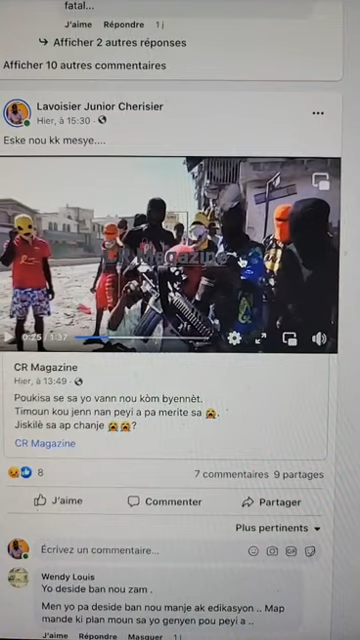 fatal...
J'aime Répondre 1 j
Afficher 2 autres réponses
Afficher 10 autres commentaires
Lavoisier Junior Cherisier
Hier, à 15:30 ·
Eske nou kk mesye....
Magazine
0:25 / 1:37
CR Magazine
Hier, à 13:49 ·
Poukisa se sa yo vann nou kòm byennèt.
Timoun kou jenn nan peyi a pa merite sa 😭.
Jiskilè sa ap chanje 😭😭?
CR Magazine
8
7 commentaires 9 partages
J'aime Commenter Partager
Plus pertinents
Écrivez un commentaire...
Wendy Louis
Yo deside ban nou zam .
Men yo pa deside ban nou manje ak edikasyon .. Map
mande ki plan moun sa yo genyen pou peyi a ..
J'aime Répondre Masquer 1 j